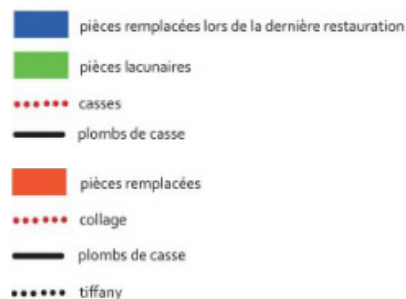 pièces remplacées lors de la dernière restauration
pièces lacunaires
casses
plombs de casse
pièces remplacées
collage
plombs de casse
tiffany